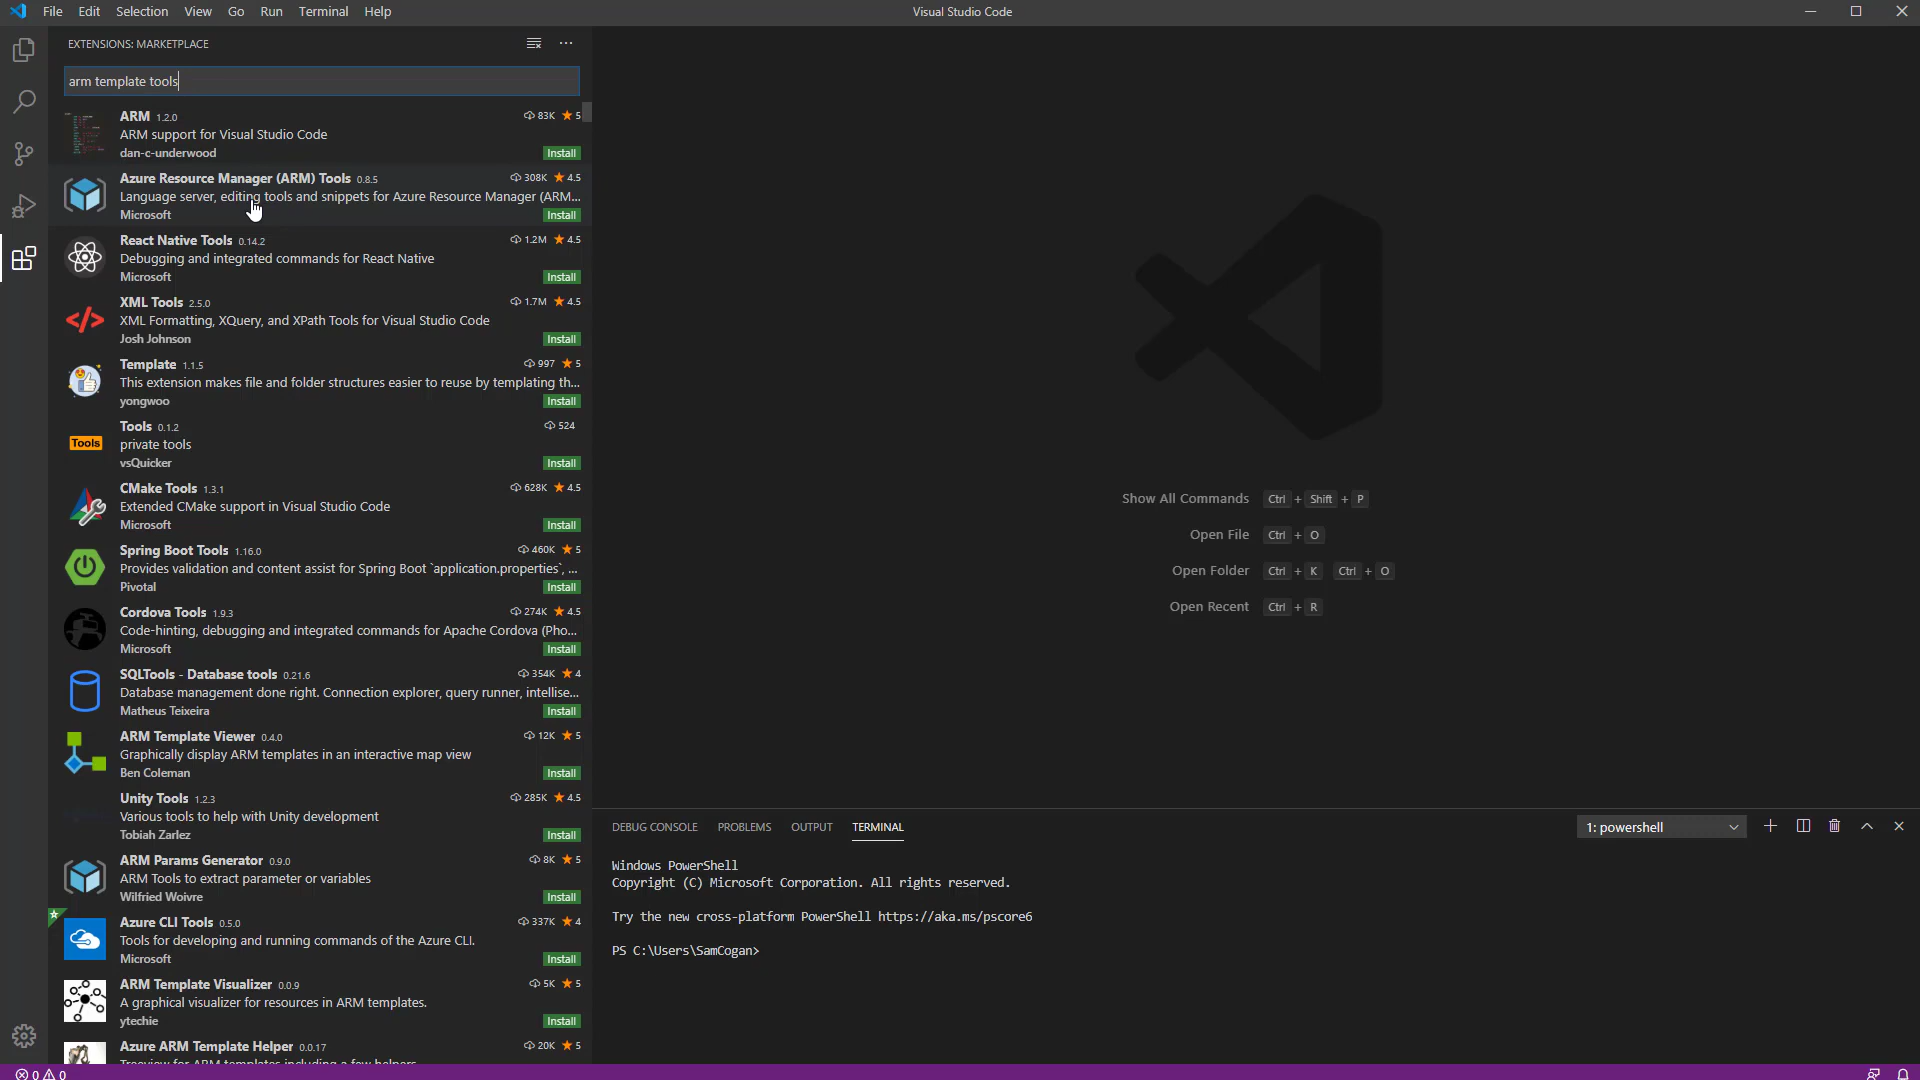 File Edit Selection View Go Run Terminal Help
Visual Studio Code
EXTENSIONS: MARKETPLACE
arm template tools
ARM 1.2.0 83K 5
ARM support for Visual Studio Code
dan-c-underwood Install
Azure Resource Manager (ARM) Tools 0.8.5 308K 4.5
Language server, editing tools and snippets for Azure Resource Manager (ARM...
Microsoft Install
React Native Tools 0.14.2 1.2M 4.5
Debugging and integrated commands for React Native
Microsoft Install
XML Tools 2.5.0 1.7M 4.5
XML Formatting, XQuery, and XPath Tools for Visual Studio Code
Josh Johnson Install
Template 1.1.5 997 5
This extension makes file and folder structures easier to reuse by templating th...
yongwoo Install
Tools
Tools 0.1.2 524
private tools
vsQuicker Install
CMake Tools 1.3.1 628K 4.5
Extended CMake support in Visual Studio Code
Microsoft Install
Spring Boot Tools 1.16.0 460K 5
Provides validation and content assist for Spring Boot `application.properties`, ...
Pivotal Install
Cordova Tools 1.9.3 274K 4.5
Code-hinting, debugging and integrated commands for Apache Cordova (Pho...
Microsoft Install
SQLTools - Database tools 0.21.6 354K 4
Database management done right. Connection explorer, query runner, intellise...
Matheus Teixeira Install
ARM Template Viewer 0.4.0 12K 5
Graphically display ARM templates in an interactive map view
Ben Coleman Install
Unity Tools 1.2.3 285K 4.5
Various tools to help with Unity development
Tobiah Zarlez Install
ARM Params Generator 0.9.0 8K 5
ARM Tools to extract parameter or variables
Wilfried Woivre Install
Azure CLI Tools 0.5.0 337K 4
Tools for developing and running commands of the Azure CLI.
Microsoft Install
ARM Template Visualizer 0.0.9 5K 5
A graphical visualizer for resources in ARM templates.
ytechie Install
Azure ARM Template Helper 0.0.17 20K 5
Treeview for ARM templates including a few helpers
0 0
Show All Commands Ctrl + Shift + P
Open File Ctrl + O
Open Folder Ctrl + K Ctrl + O
Open Recent Ctrl + R
DEBUG CONSOLE PROBLEMS OUTPUT TERMINAL
1: powershell
Windows PowerShell
Copyright (C) Microsoft Corporation. All rights reserved.
Try the new cross-platform PowerShell https://aka.ms/pscore6
PS C:\Users\SamCogan>